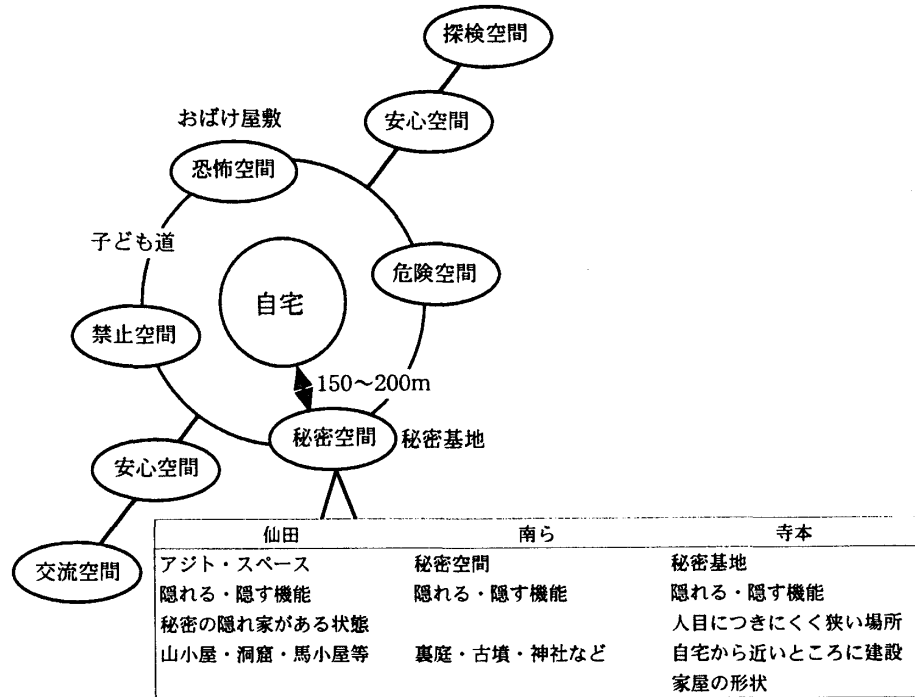 探検空間
安心空間
おばけ屋敷
恐怖空間
子ども道
危険空間
自宅
禁止空間
150〜200m
秘密空間 秘密基地
安心空間
交流空間
仙田 南ら 寺本
アジト・スペース 秘密空間 秘密基地
隠れる・隠す機能 隠れる・隠す機能 隠れる・隠す機能
秘密の隠れ家がある状態 人目につきにくく狭い場所
山小屋・洞窟・馬小屋等 裏庭・古墳・神社など 自宅から近いところに建設
家屋の形状